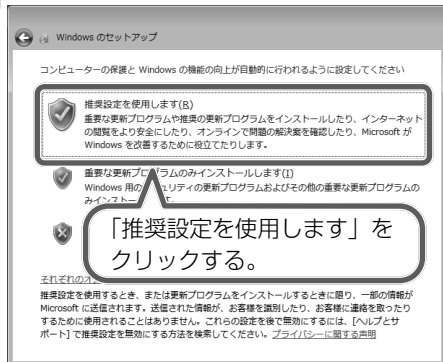 Windows のセットアップ
コンピューターの保護と Windows の機能の向上が自動的に行われるように設定してください
推奨設定を使用します(R)
重要な更新プログラムや推奨の更新プログラムをインストールしたり、インターネット
の閲覧をより安全にしたり、オンラインで問題の解決策を確認したり、Microsoft が
Windows を改善するために役立てたりします。
重要な更新プログラムのみインストールします(I)
Windows 用の
ュリティの更新プログラムおよびその他の重要な更新プログラムの
みインストー
「推奨設定を使用します」を
クリックする。
それぞれのオ
推奨設定を使用するとき、または更新プログラムをインストールするときに限り、一部の情報が
Microsoft に送信されます。送信された情報が、お客様を識別したり、お客様に連絡を取ったり
するために使用されることはありません。これらの設定を後で無効にするには、[ヘルプとサ
ポート] で推奨設定を無効にする方法を検索してください。プライバシーに関する声明